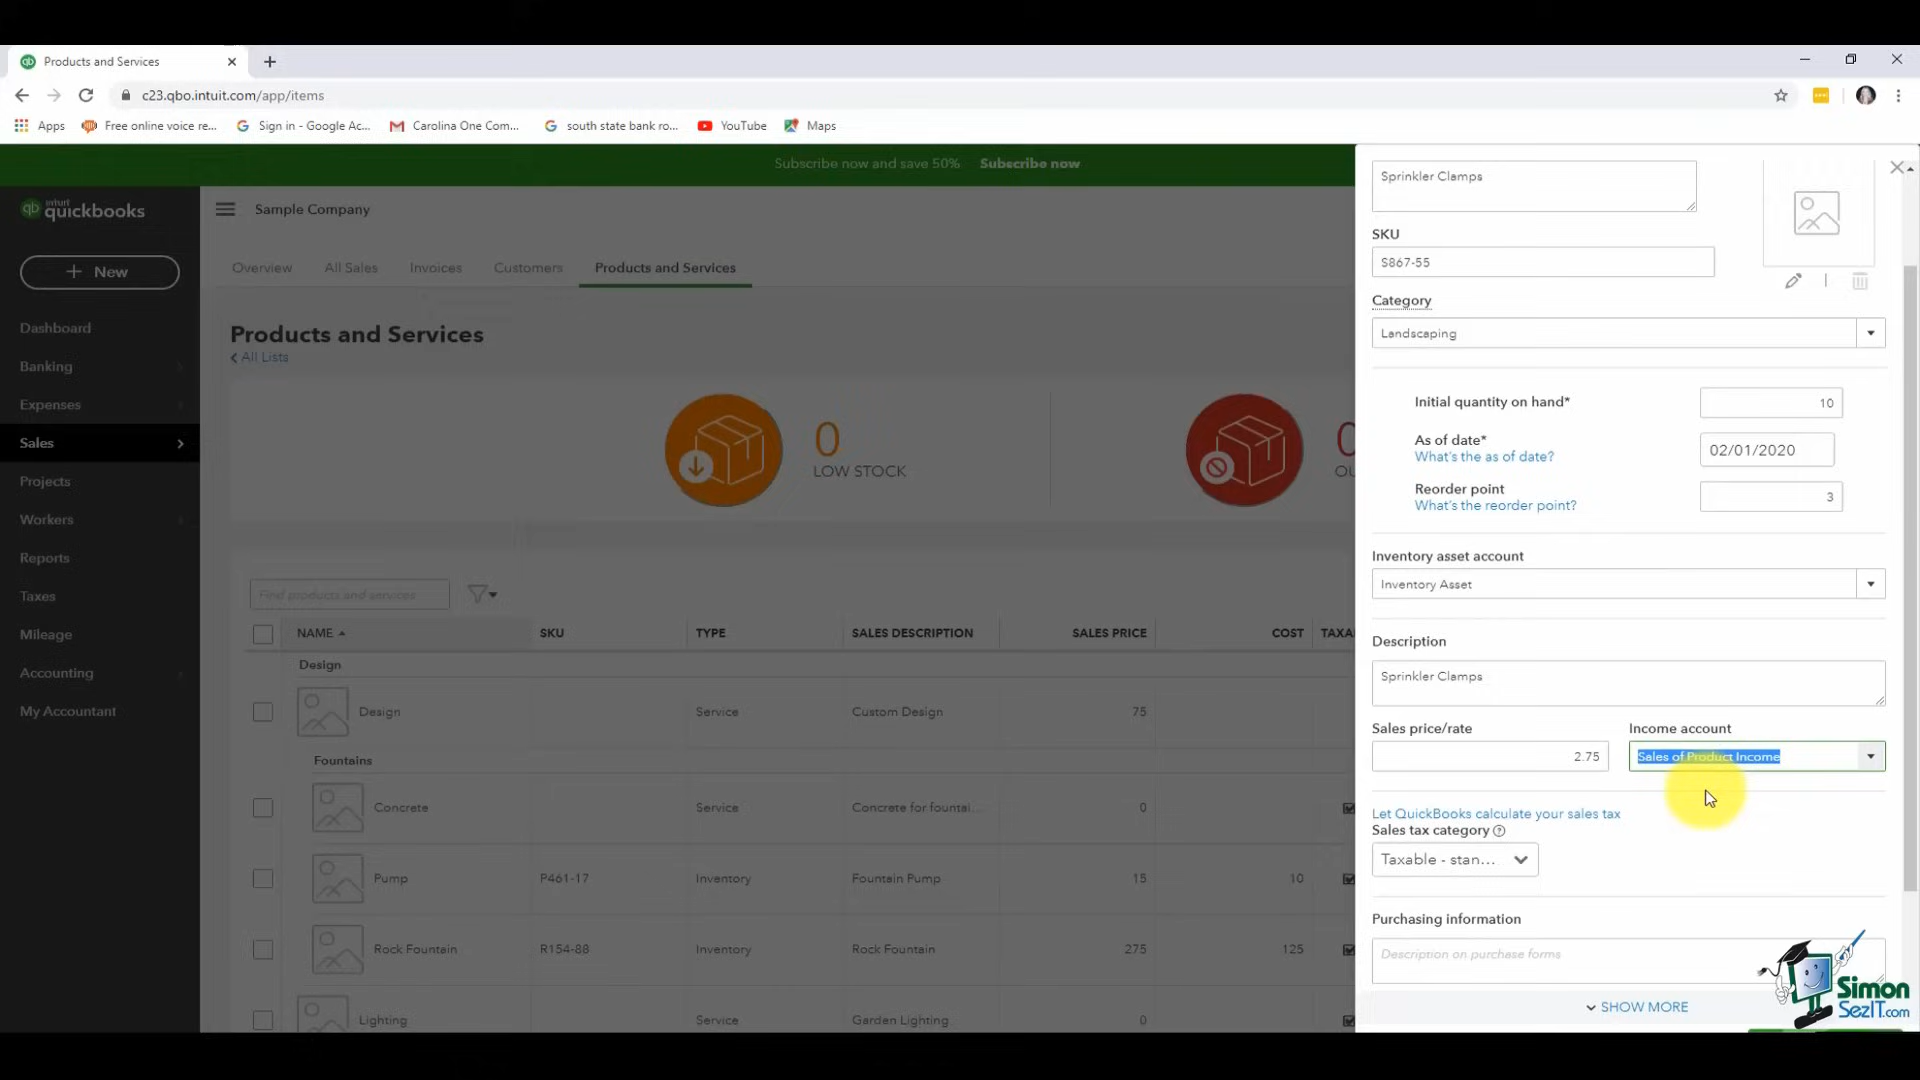 Products and Services
c23.qbo.intuit.com/app/items
Apps Free online voice re... Sign in - Google Ac... Carolina One Com... south state bank ro... YouTube Maps
Subscribe now and save 50% Subscribe now
qb intuit quickbooks
Sample Company
+ New
Overview All Sales Invoices Customers Products and Services
Dashboard
Banking
Expenses
Sales
Projects
Workers
Reports
Taxes
Mileage
Accounting
My Accountant
Products and Services
All Lists
0
LOW STOCK
0
Find products and services
NAME SKU TYPE SALES DESCRIPTION SALES PRICE COST TAXA
Design
Design Service Custom Design 75
Fountains
Concrete Service Concrete for fountai... 0
Pump P461-17 Inventory Fountain Pump 15 10
Rock Fountain R154-88 Inventory Rock Fountain 275 125
Lighting Service Garden Lighting 0
Sprinkler Clamps
SKU
S867-55
Category
Landscaping
Initial quantity on hand* 10
As of date* 02/01/2020
What's the as of date?
Reorder point 3
What's the reorder point?
Inventory asset account
Inventory Asset
Description
Sprinkler Clamps
Sales price/rate Income account
2.75 Sales of Product Income
Let QuickBooks calculate your sales tax
Sales tax category ?
Taxable - stan...
Purchasing information
Description on purchase forms
SHOW MORE
Simon
SezIT.com